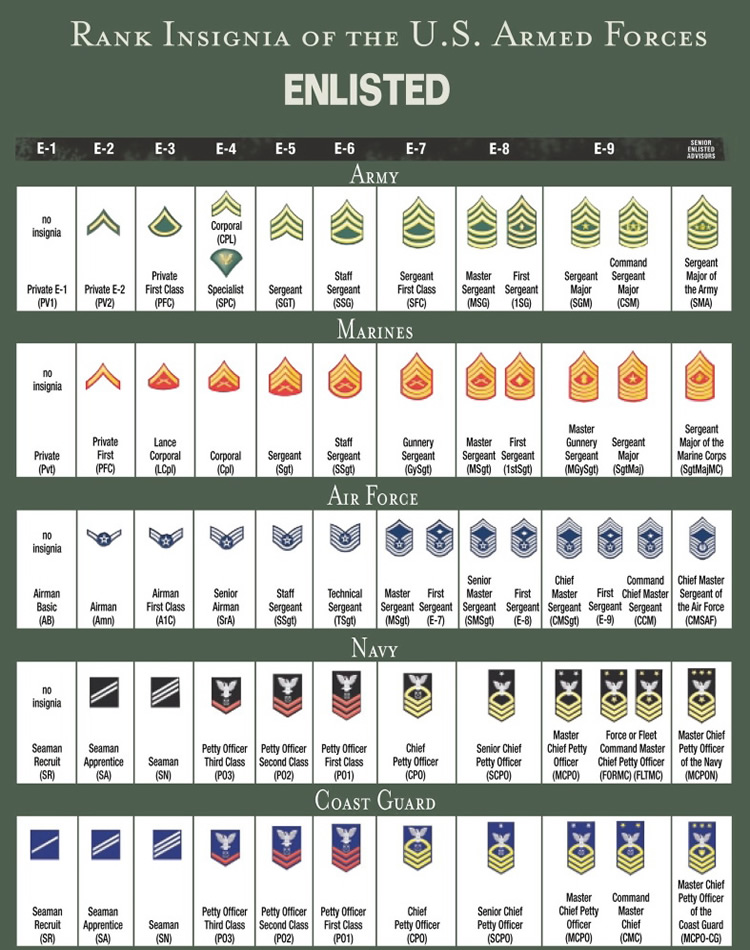 RANK INSIGNIA OF THE U.S. ARMED FORCES
ENLISTED
E-1 E-2 E-3 E-4 E-5 E-6 E-7 E-8 E-9 SENIOR ENLISTED ADVISORS
ARMY
no insignia
Private E-1 (PV1)
Private E-2 (PV2)
Private First Class (PFC)
Corporal (CPL)
Specialist (SPC)
Sergeant (SGT)
Staff Sergeant (SSG)
Sergeant First Class (SFC)
Master Sergeant (MSG)
First Sergeant (1SG)
Sergeant Major (SGM)
Command Sergeant Major (CSM)
Sergeant Major of the Army (SMA)
MARINES
no insignia
Private (Pvt)
Private First (PFC)
Lance Corporal (LCpl)
Corporal (Cpl)
Sergeant (Sgt)
Staff Sergeant (SSgt)
Gunnery Sergeant (GySgt)
Master Sergeant (MSgt)
First Sergeant (1stSgt)
Master Gunnery Sergeant (MGySgt)
Sergeant Major (SgtMaj)
Sergeant Major of the Marine Corps (SgtMajMC)
AIR FORCE
no insignia
Airman Basic (AB)
Airman (Amn)
Airman First Class (A1C)
Senior Airman (SrA)
Staff Sergeant (SSgt)
Technical Sergeant (TSgt)
Master Sergeant (MSgt)
First Sergeant (E-7)
Senior Master Sergeant (SMSgt)
First Sergeant (E-8)
Chief Master Sergeant (CMSgt)
First Sergeant (E-9)
Command Chief Master Sergeant (CCM)
Chief Master Sergeant of the Air Force (CMSAF)
NAVY
no insignia
Seaman Recruit (SR)
Seaman Apprentice (SA)
Seaman (SN)
Petty Officer Third Class (PO3)
Petty Officer Second Class (PO2)
Petty Officer First Class (PO1)
Chief Petty Officer (CPO)
Senior Chief Petty Officer (SCPO)
Master Chief Petty Officer (MCPO)
Force or Fleet Command Master Chief Petty Officer (FORMC) (FLTMC)
Master Chief Petty Officer of the Navy (MCPON)
COAST GUARD
Seaman Recruit (SR)
Seaman Apprentice (SA)
Seaman (SN)
Petty Officer Third Class (PO3)
Petty Officer Second Class (PO2)
Petty Officer First Class (PO1)
Chief Petty Officer (CPO)
Senior Chief Petty Officer (SCPO)
Master Chief Petty Officer (MCPO)
Command Master Chief (CMC)
Master Chief Petty Officer of the Coast Guard (MCPO-CG)